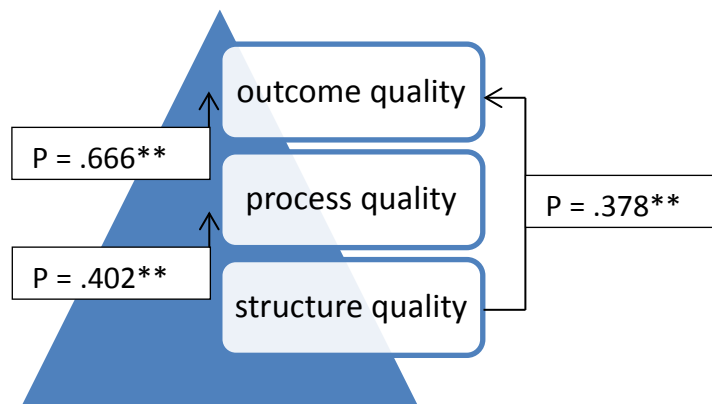 outcome quality
P = .666**
process quality
P = .378**
P = .402**
structure quality